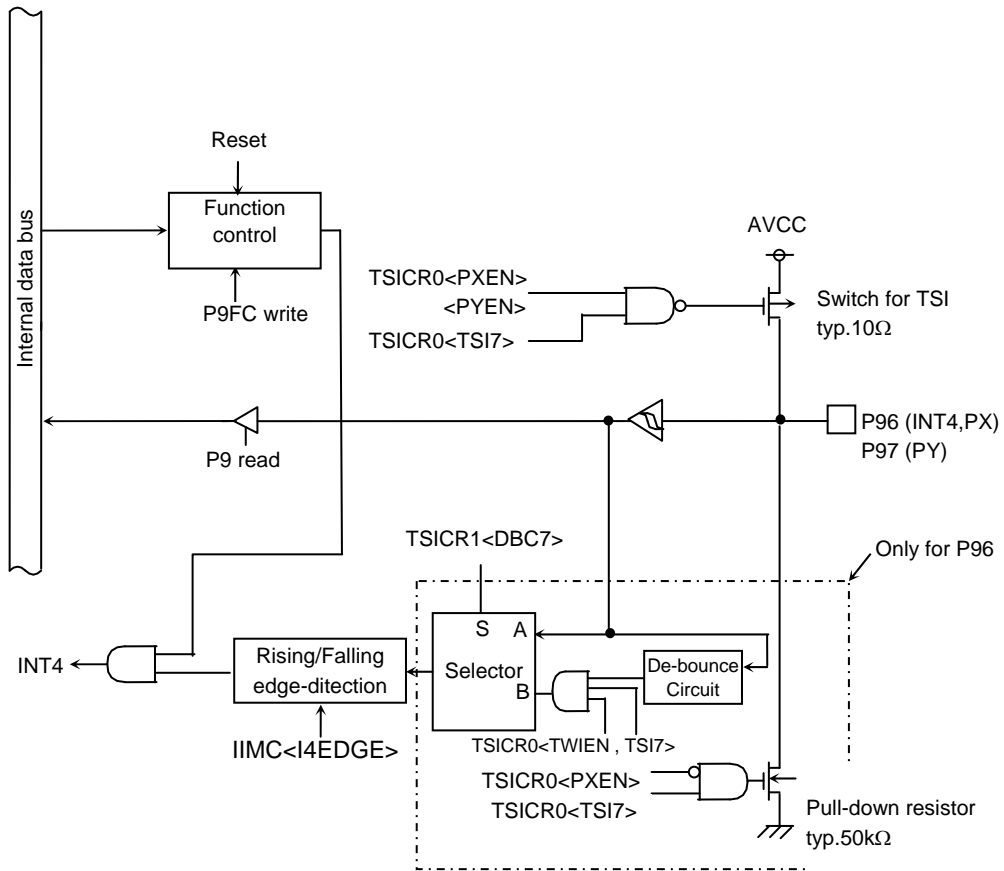 Internal data bus
Reset
Function
control
P9FC write
AVCC
TSICR0<PXEN>
<PYEN>
TSICR0<TSI7>
Switch for TSI
typ.10Ω
P9 read
P96 (INT4,PX)
P97 (PY)
TSICR1<DBC7>
Only for P96
S
A
Selector
B
De-bounce
Circuit
INT4
Rising/Falling
edge-ditection
IIMC<I4EDGE>
TSICR0<TWIEN , TSI7>
TSICR0<PXEN>
TSICR0<TSI7>
Pull-down resistor
typ.50kΩ